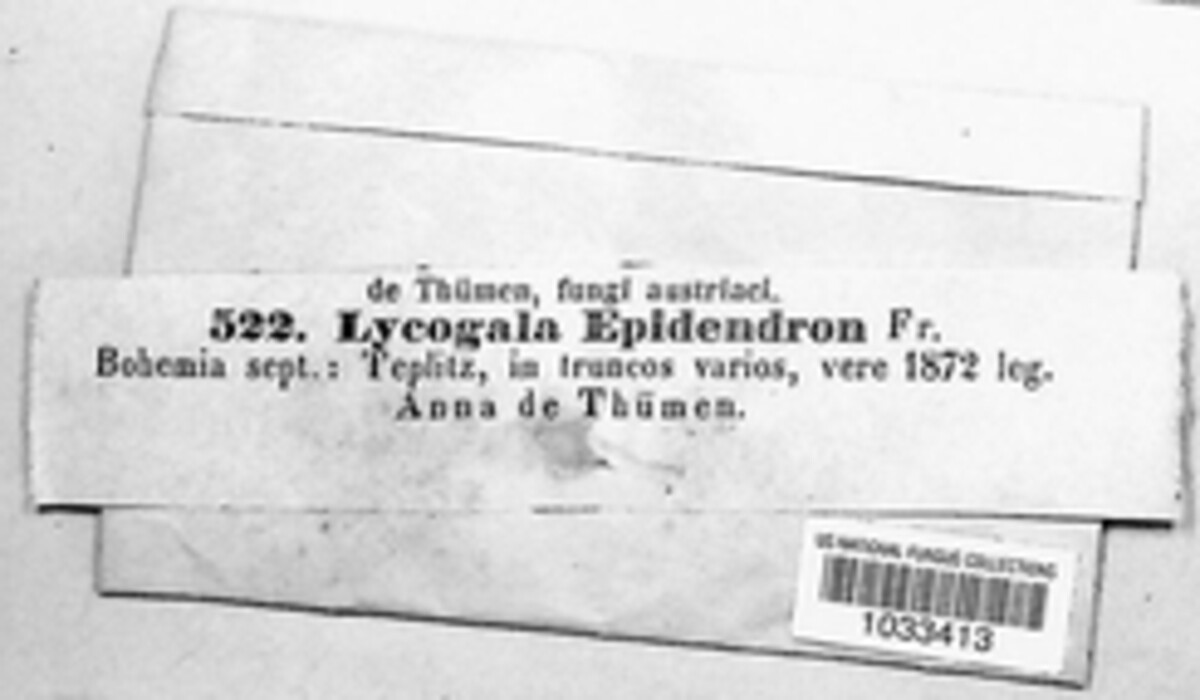 de Thümen, fungi austriaci.
522. Lycogala Epidendron Fr.
Bohemia sept.: Teplitz, in truncos varios, vere 1872 leg.
Anna de Thümen.
US NATIONAL FUNGUS COLLECTIONS
1033413